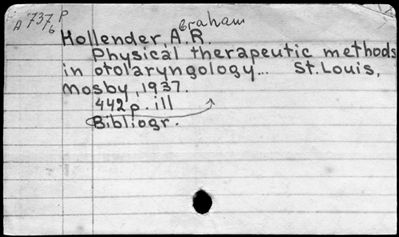 A 737 P
6
Graham
Hollender, A.R.
Physical therapeutic methods
in otolaryngology... St. Louis,
Mosby, 1937.
442 p. ill
Bibliogr.